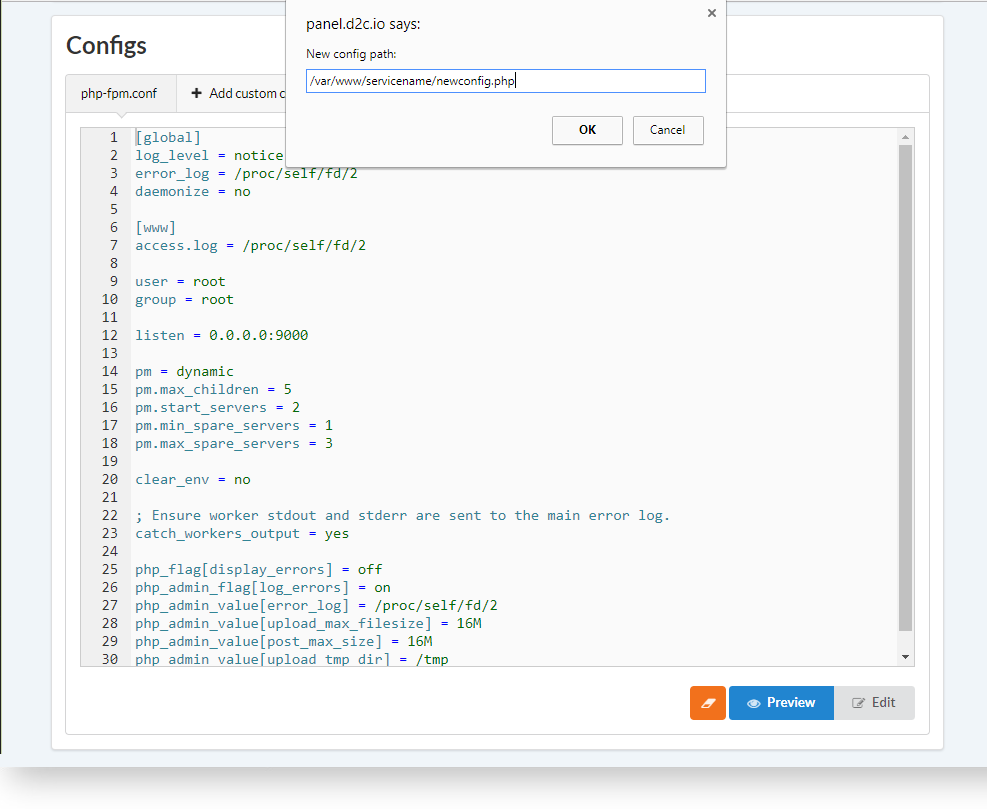 panel.d2c.io says:
New config path:
/var/www/servicename/newconfig.php
OK Cancel
Configs
php-fpm.conf Add custom
1 [global]
2 log_level = notice
3 error_log = /proc/self/fd/2
4 daemonize = no
5
6 [www]
7 access.log = /proc/self/fd/2
8
9 user = root
10 group = root
11
12 listen = 0.0.0.0:9000
13
14 pm = dynamic
15 pm.max_children = 5
16 pm.start_servers = 2
17 pm.min_spare_servers = 1
18 pm.max_spare_servers = 3
19
20 clear_env = no
21
22 ; Ensure worker stdout and stderr are sent to the main error log.
23 catch_workers_output = yes
24
25 php_flag[display_errors] = off
26 php_admin_flag[log_errors] = on
27 php_admin_value[error_log] = /proc/self/fd/2
28 php_admin_value[upload_max_filesize] = 16M
29 php_admin_value[post_max_size] = 16M
30 php_admin_value[upload_tmp_dir] = /tmp
Preview Edit